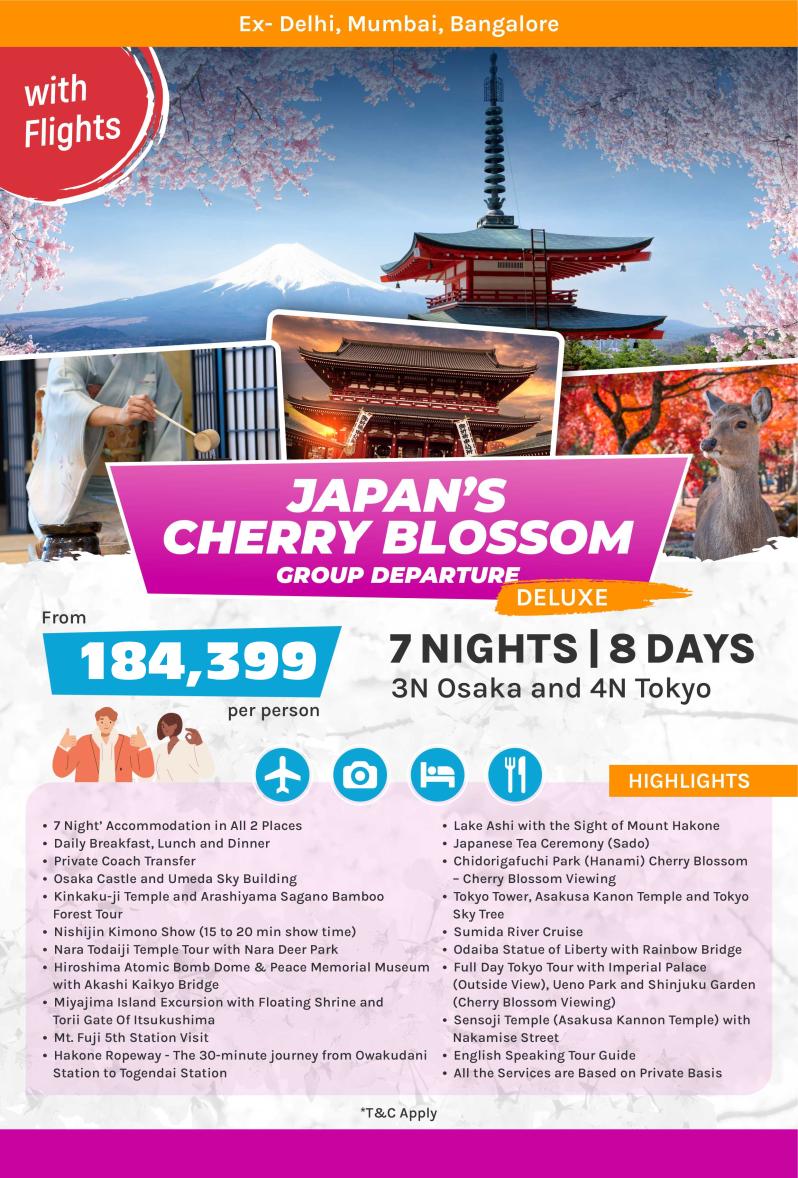 Ex- Delhi, Mumbai, Bangalore
with
Flights
JAPAN'S
CHERRY BLOSSOM
GROUP DEPARTURE
DELUXE
From
184,399
per person
7 NIGHTS | 8 DAYS
3N Osaka and 4N Tokyo
HIGHLIGHTS
• 7 Night' Accommodation in All 2 Places
• Daily Breakfast, Lunch and Dinner
• Private Coach Transfer
• Osaka Castle and Umeda Sky Building
• Kinkaku-ji Temple and Arashiyama Sagano Bamboo
Forest Tour
• Nishijin Kimono Show (15 to 20 min show time)
• Nara Todaiji Temple Tour with Nara Deer Park
• Hiroshima Atomic Bomb Dome & Peace Memorial Museum
with Akashi Kaikyo Bridge
• Miyajima Island Excursion with Floating Shrine and
Torii Gate Of Itsukushima
• Mt. Fuji 5th Station Visit
• Hakone Ropeway - The 30-minute journey from Owakudani
Station to Togendai Station
• Lake Ashi with the Sight of Mount Hakone
• Japanese Tea Ceremony (Sado)
• Chidorigafuchi Park (Hanami) Cherry Blossom
– Cherry Blossom Viewing
• Tokyo Tower, Asakusa Kanon Temple and Tokyo
Sky Tree
• Sumida River Cruise
• Odaiba Statue of Liberty with Rainbow Bridge
• Full Day Tokyo Tour with Imperial Palace
(Outside View), Ueno Park and Shinjuku Garden
(Cherry Blossom Viewing)
• Sensoji Temple (Asakusa Kannon Temple) with
Nakamise Street
• English Speaking Tour Guide
• All the Services are Based on Private Basis
*T&C Apply